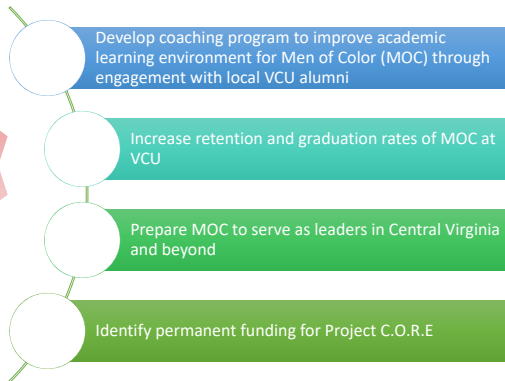 Develop coaching program to improve academic
learning environment for Men of Color (MOC) through
engagement with local VCU alumni
Increase retention and graduation rates of MOC at
VCU
Prepare MOC to serve as leaders in Central Virginia
and beyond
Identify permanent funding for Project C.O.R.E